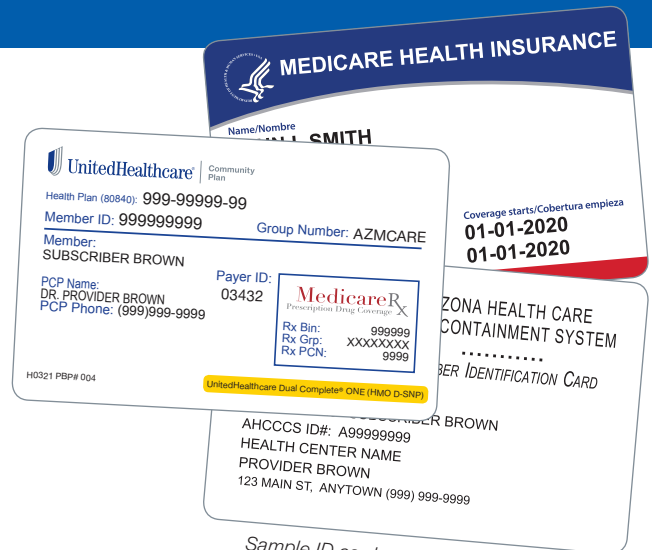 MEDICARE HEALTH INSURANCE
Name/Nombre
SMITH
Coverage starts/Cobertura empieza
01-01-2020
01-01-2020
UnitedHealthcare® Community
Plan
Health Plan (80840): 999-99999-99
Member ID: 999999999 Group Number: AZMCARE
Member:
SUBSCRIBER BROWN
PCP Name:
DR. PROVIDER BROWN
PCP Phone: (999)999-9999
Payer ID:
03432
MedicareRx
Prescription Drug Coverage
Rx Bin: 999999
Rx Grp: XXXXXXXX
Rx PCN: 9999
H0321 PBP# 004
UnitedHealthcare Dual Complete® ONE (HMO D-SNP)
ZONA HEALTH CARE
CONTAINMENT SYSTEM
...........
BER IDENTIFICATION CARD
SUBSCRIBER BROWN
AHCCCS ID#: A99999999
HEALTH CENTER NAME
PROVIDER BROWN
123 MAIN ST, ANYTOWN (999) 999-9999
Sample ID